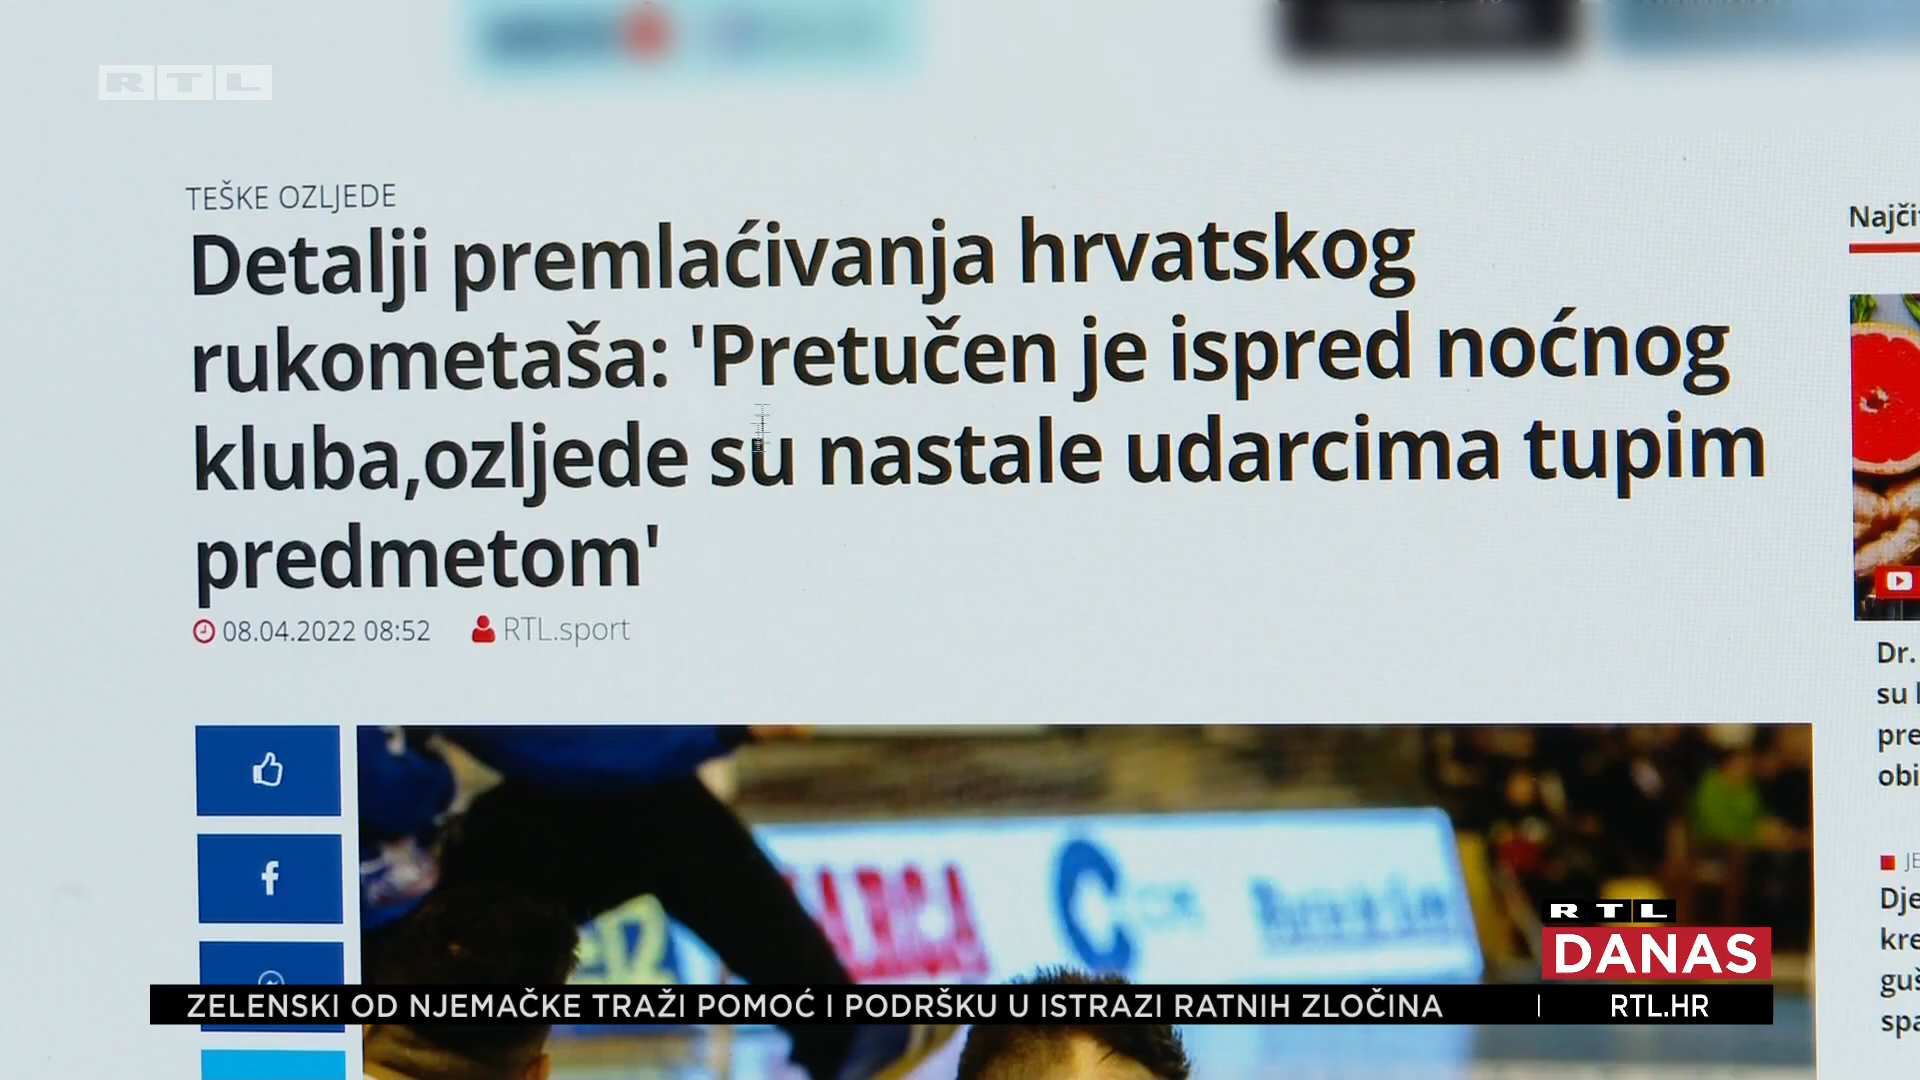 RTL
TEŠKE OZLJEDE
Detalji premlaćivanja hrvatskog
rukometaša: 'Pretučen je ispred noćnog
kluba,ozljede su nastale udarcima tupim
predmetom'
08.04.2022 08:52 RTL.sport
Dr.
su
pre
obi
Dje
kre
guš
spa
RTL
DANAS
ZELENSKI OD NJEMAČKE TRAŽI POMOĆ I PODRŠKU U ISTRAZI RATNIH ZLOČINA | RTL.HR